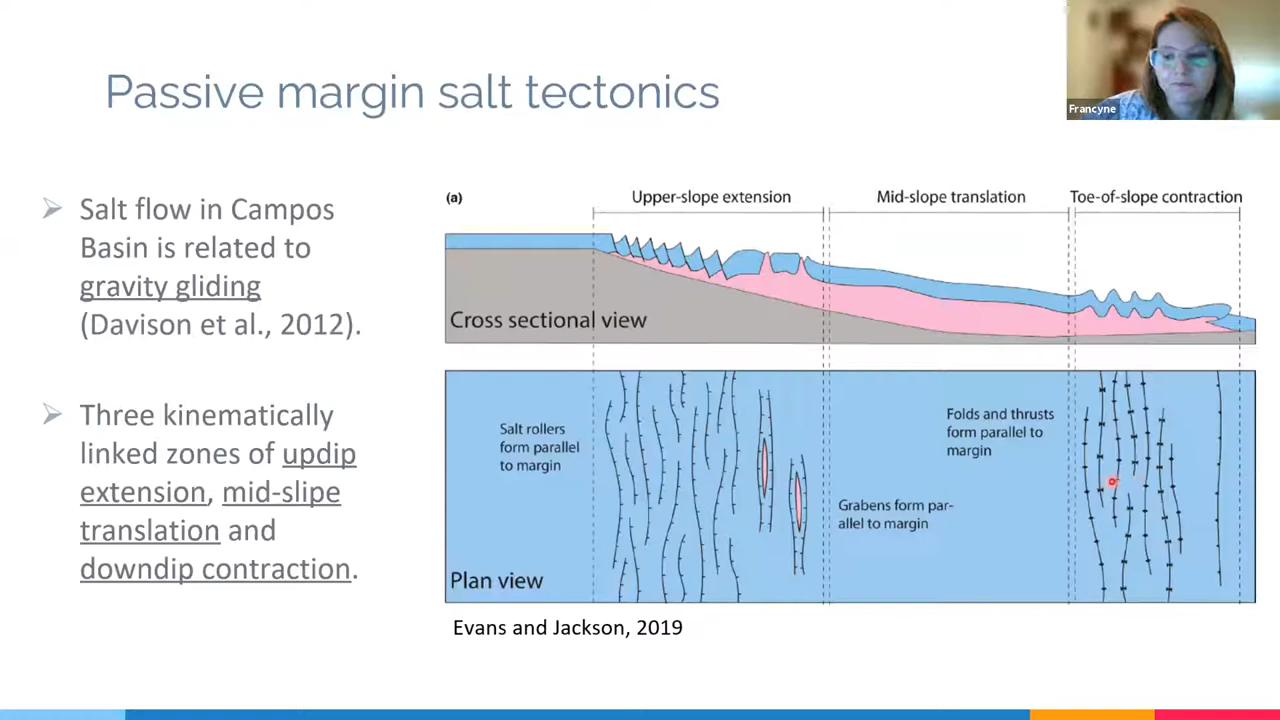 Passive margin salt tectonics
Francyne
Salt flow in Campos
Basin is related to
gravity gliding
(Davison et al., 2012).
Three kinematically
linked zones of updip
extension, mid-slipe
translation and
downdip contraction.
(a)
Upper-slope extension
Mid-slope translation
Toe-of-slope contraction
Cross sectional view
Salt rollers
form parallel
to margin
Folds and thrusts
form parallel to
margin
Grabens form par-
allel to margin
Plan view
Evans and Jackson, 2019